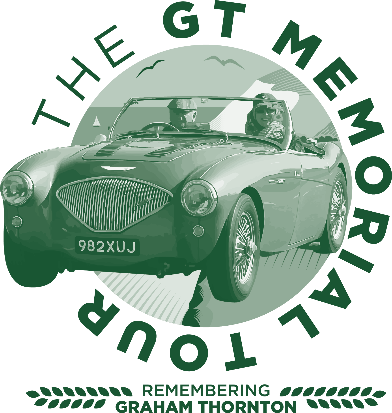 THE GT MEMORIAL TOUR
982XUJ
REMEMBERING
GRAHAM THORNTON